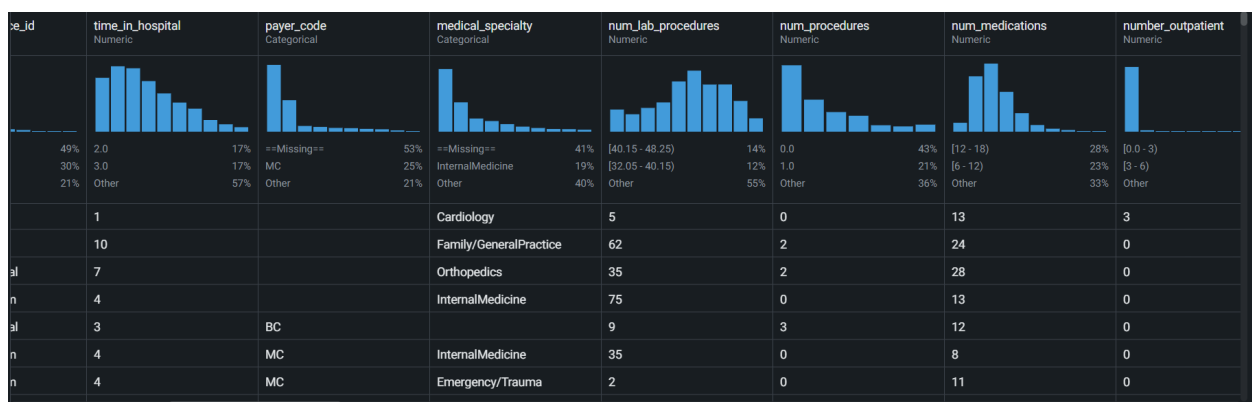 ce_id time_in_hospital payer_code medical_specialty num_lab_procedures num_procedures num_medications number_outpatient
Numeric Categorical Categorical Numeric Numeric Numeric Numeric
49% 2.0 17% ==Missing== 53% ==Missing== 41% [40.15 - 48.25) 14% 0.0 43% [12 - 18) 28% [0.0 - 3)
30% 3.0 17% MC 25% InternalMedicine 19% [32.05 - 40.15) 12% 1.0 21% [6 - 12) 23% [3 - 6)
21% Other 57% Other 21% Other 40% Other 55% Other 36% Other 33% Other
1 Cardiology 5 0 13 3
10 Family/GeneralPractice 62 2 24 0
al 7 Orthopedics 35 2 28 0
n 4 InternalMedicine 75 0 13 0
al 3 BC 9 3 12 0
n 4 MC InternalMedicine 35 0 8 0
n 4 MC Emergency/Trauma 2 0 11 0